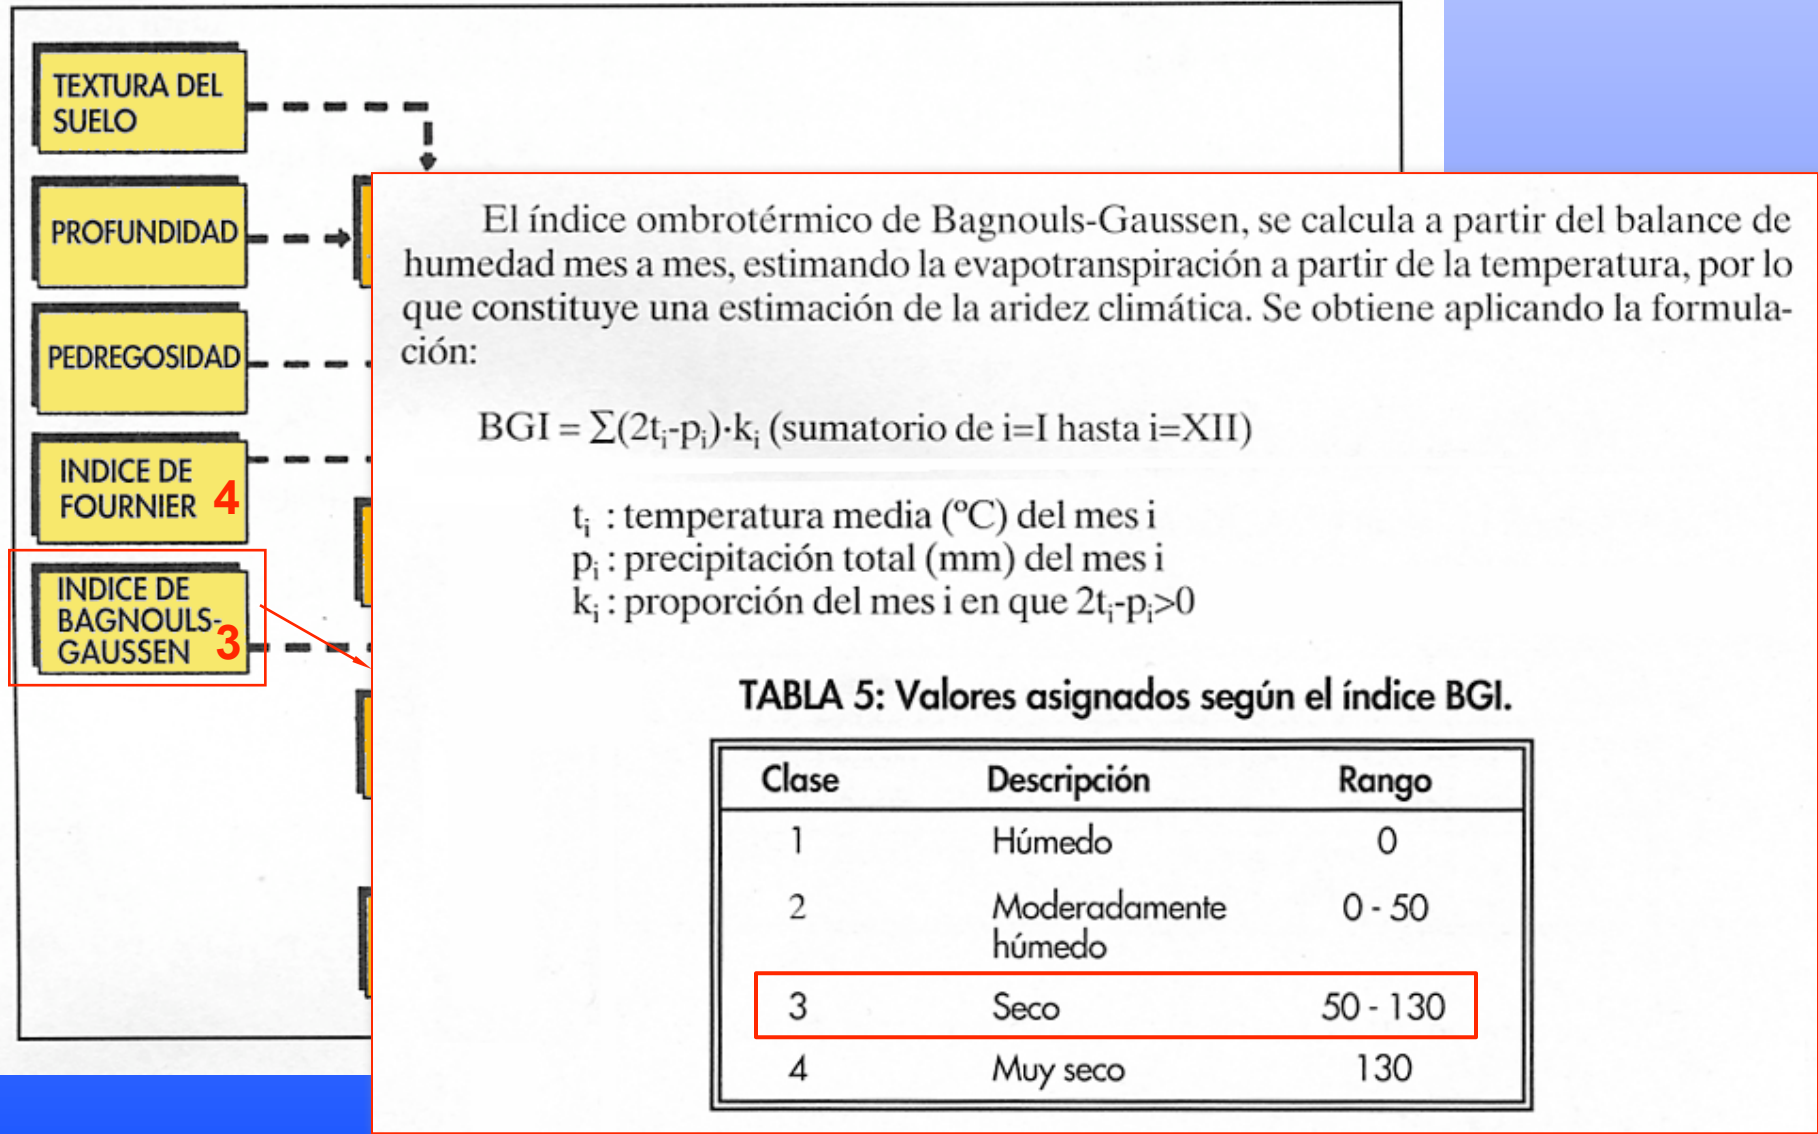 TEXTURA DEL
SUELO
PROFUNDIDAD
PEDREGOSIDAD
INDICE DE
FOURNIER 4
INDICE DE
BAGNOULS-
GAUSSEN 3
El índice ombrotérmico de Bagnouls-Gaussen, se calcula a partir del balance de
humedad mes a mes, estimando la evapotranspiración a partir de la temperatura, por lo
que constituye una estimación de la aridez climática. Se obtiene aplicando la formula-
ción:
BGI = ∑(2tᵢ-pᵢ)·kᵢ (sumatorio de i=I hasta i=XII)
tᵢ : temperatura media (ºC) del mes i
pᵢ : precipitación total (mm) del mes i
kᵢ : proporción del mes i en que 2tᵢ-pᵢ>0
TABLA 5: Valores asignados según el índice BGI.
Clase Descripción Rango
1 Húmedo 0
2 Moderadamente 0 - 50
húmedo
3 Seco 50 - 130
4 Muy seco 130